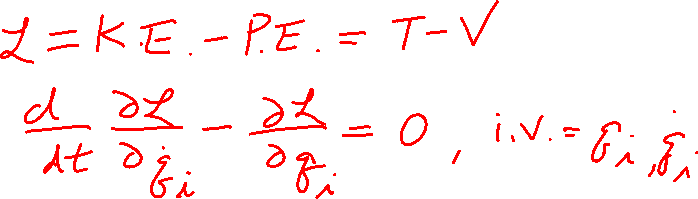 ℒ = K.E. - P.E. = T - V
d/dt ∂ℒ/∂q̇ᵢ - ∂ℒ/∂qᵢ = 0, i.v. = qᵢ, q̇ᵢ